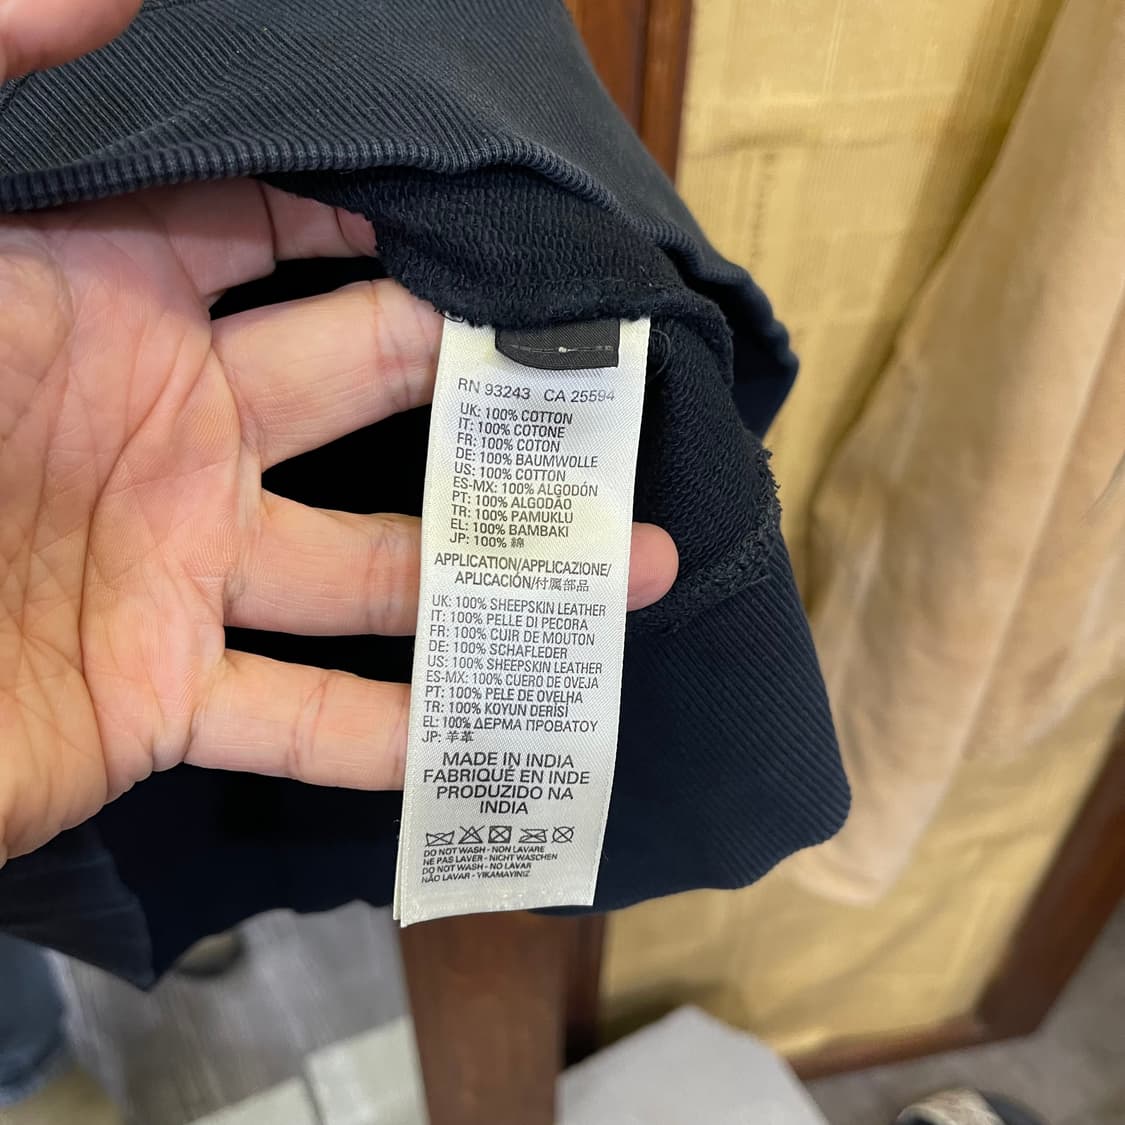 RN 93243 CA 25594
UK: 100% COTTON
IT: 100% COTONE
FR: 100% COTON
DE: 100% BAUMWOLLE
US: 100% COTTON
ES-MX: 100% ALGODÓN
PT: 100% ALGODÃO
TR: 100% PAMUKLU
EL: 100% BAMBAKI
JP: 100% 綿
APPLICATION/APPLICAZIONE/
APLICACIÓN/付属部品
UK: 100% SHEEPSKIN LEATHER
IT: 100% PELLE DI PECORA
FR: 100% CUIR DE MOUTON
DE: 100% SCHAFLEDER
US: 100% SHEEPSKIN LEATHER
ES-MX: 100% CUERO DE OVEJA
PT: 100% PELE DE OVELHA
TR: 100% KOYUN DERİSİ
EL: 100% ΔΕΡΜΑ ΠΡΟΒΑΤΟΥ
JP: 羊革
MADE IN INDIA
FABRIQUÉ EN INDE
PRODUZIDO NA
INDIA
DO NOT WASH - NON LAVARE
NE PAS LAVER - NICHT WASCHEN
DO NOT WASH - NO LAVAR
NÃO LAVAR - YIKAMAYINIZ